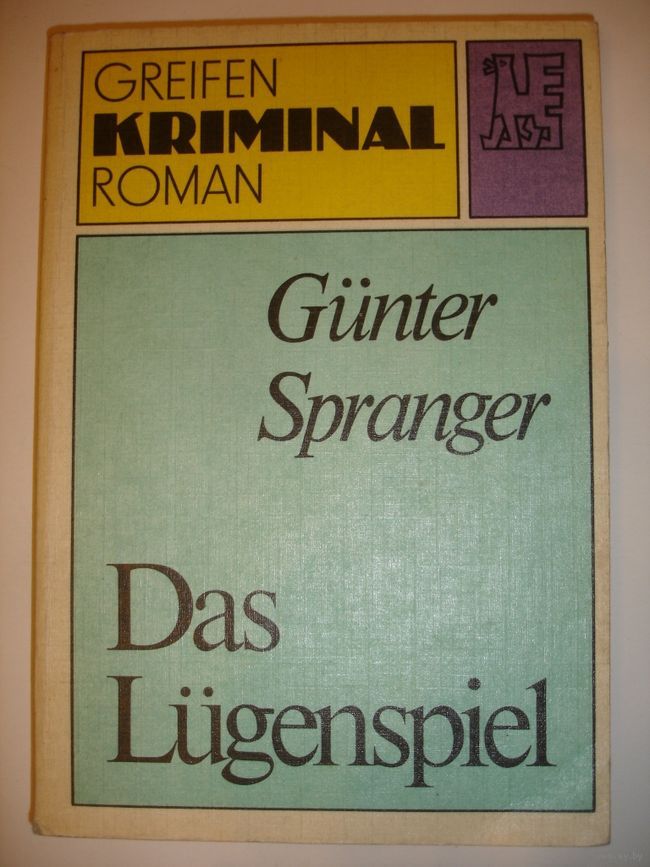 GREIFEN
KRIMINAL
ROMAN
Günter
Spranger
Das
Lügenspiel